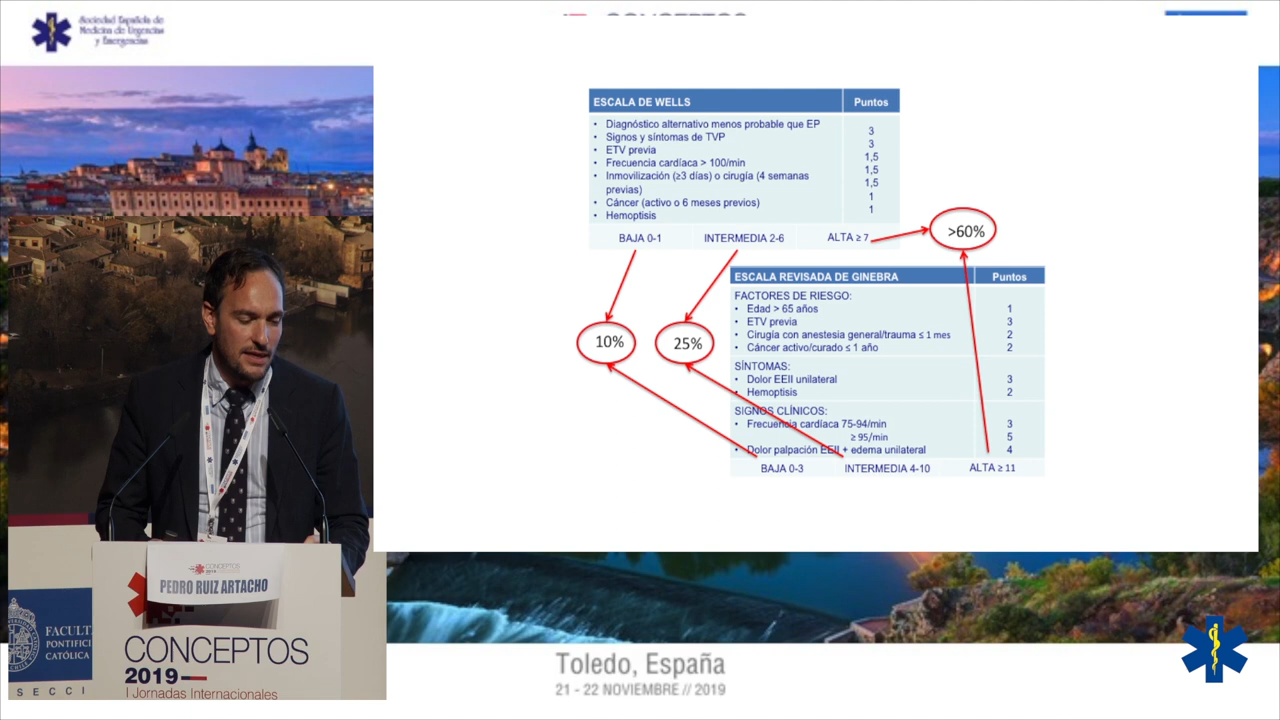 Sociedad Española de
Medicina de Urgencias
y Emergencias
CONCEPTOS
ESCALA DE WELLS
Puntos
• Diagnóstico alternativo menos probable que EP
3
• Signos y síntomas de TVP
3
• ETV previa
1,5
• Frecuencia cardíaca > 100/min
1,5
• Inmovilización (≥3 días) o cirugía (4 semanas
previas)
1,5
• Cáncer (activo o 6 meses previos)
1
• Hemoptisis
1
BAJA 0-1
INTERMEDIA 2-6
ALTA ≥ 7
>60%
10%
25%
ESCALA REVISADA DE GINEBRA
Puntos
FACTORES DE RIESGO:
• Edad > 65 años
1
• ETV previa
3
• Cirugía con anestesia general/trauma ≤ 1 mes
2
• Cáncer activo/curado ≤ 1 año
2
SÍNTOMAS:
• Dolor EEII unilateral
3
• Hemoptisis
2
SIGNOS CLÍNICOS:
• Frecuencia cardíaca 75-94/min
3
≥ 95/min
5
• Dolor palpación EEII + edema unilateral
4
BAJA 0-3
INTERMEDIA 4-10
ALTA ≥ 11
CONCEPTOS
2019
PEDRO RUIZ ARTACHO
CONCEPTOS
2019
I Jornadas Internacionales
FACULT
PONTIFIC
CATÓLICA
SECCI
Toledo, España
21 - 22 NOVIEMBRE // 2019